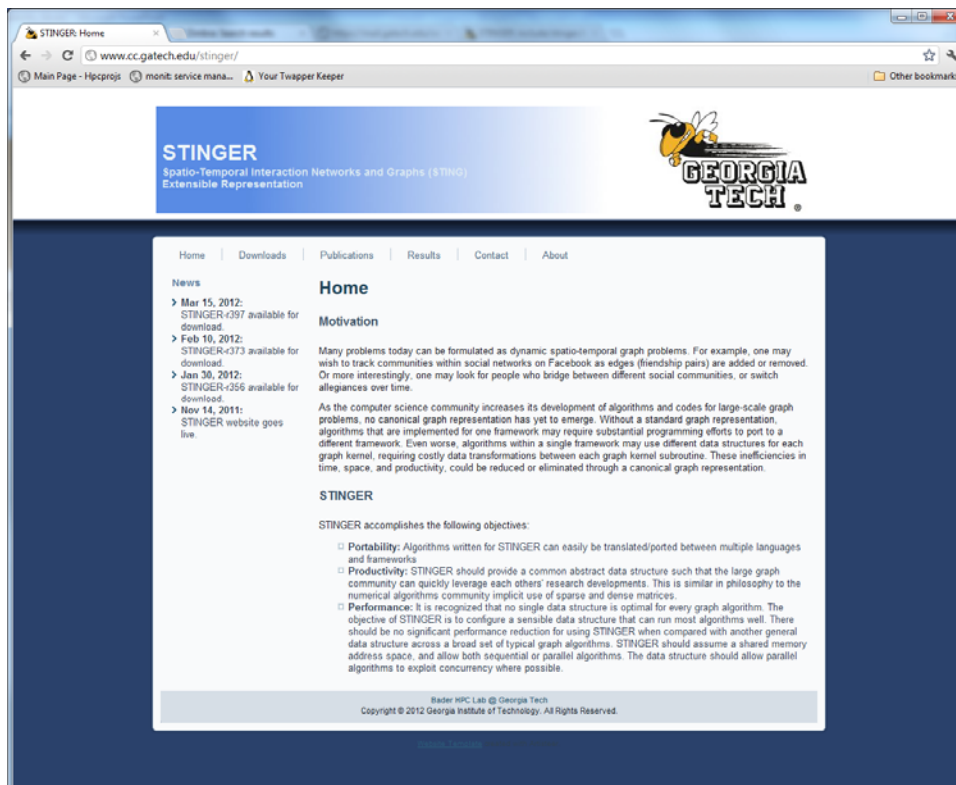 STINGER: Home
www.cc.gatech.edu/stinger/
Main Page - Hpcprojs
monit: service mana...
Your Twapper Keeper
Other bookmarks
STINGER
Spatio-Temporal Interaction Networks and Graphs (STING)
Extensible Representation
GEORGIA
TECH ®
Home
Downloads
Publications
Results
Contact
About
News
Mar 15, 2012:
STINGER-r397 available for
download.
Feb 10, 2012:
STINGER-r373 available for
download.
Jan 30, 2012:
STINGER-r356 available for
download.
Nov 14, 2011:
STINGER website goes
live.
Home
Motivation
Many problems today can be formulated as dynamic spatio-temporal graph problems. For example, one may
wish to track communities within social networks on Facebook as edges (friendship pairs) are added or removed.
Or more interestingly, one may look for people who bridge between different social communities, or switch
allegiances over time.
As the computer science community increases its development of algorithms and codes for large-scale graph
problems, no canonical graph representation has yet to emerge. Without a standard graph representation,
algorithms that are implemented for one framework may require substantial programming efforts to port to a
different framework. Even worse, algorithms within a single framework may use different data structures for each
graph kernel, requiring costly data transformations between each graph kernel subroutine. These inefficiencies in
time, space, and productivity, could be reduced or eliminated through a canonical graph representation.
STINGER
STINGER accomplishes the following objectives:
Portability: Algorithms written for STINGER can easily be translated/ported between multiple languages
and frameworks
Productivity: STINGER should provide a common abstract data structure such that the large graph
community can quickly leverage each others' research developments. This is similar in philosophy to the
numerical algorithms community implicit use of sparse and dense matrices.
Performance: It is recognized that no single data structure is optimal for every graph algorithm. The
objective of STINGER is to configure a sensible data structure that can run most algorithms well. There
should be no significant performance reduction for using STINGER when compared with another general
data structure across a broad set of typical graph algorithms. STINGER should assume a shared memory
address space, and allow both sequential or parallel algorithms. The data structure should allow parallel
algorithms to exploit concurrency where possible.
Bader HPC Lab @ Georgia Tech
Copyright © 2012 Georgia Institute of Technology. All Rights Reserved.